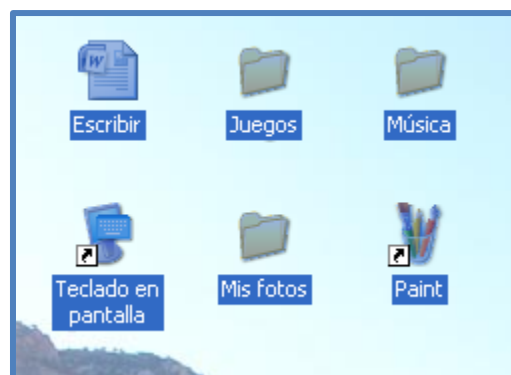 Escribir
Juegos
Música
Teclado en
pantalla
Mis fotos
Paint